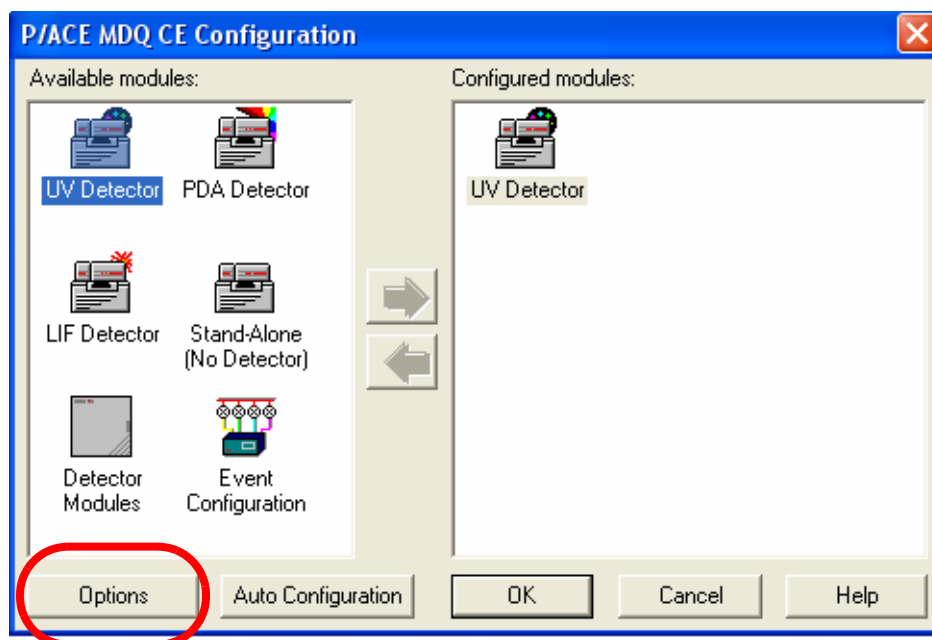 P/ACE MDQ CE Configuration
Available modules:
Configured modules:
UV Detector
PDA Detector
UV Detector
LIF Detector
Stand-Alone
(No Detector)
Detector
Modules
Event
Configuration
Options
Auto Configuration
OK
Cancel
Help